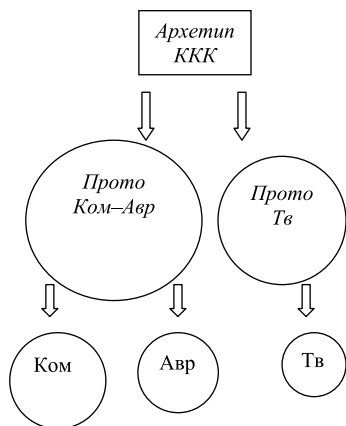 Архетип
ККК
Прото
Ком–Авр
Прото
Тв
Ком
Авр
Тв